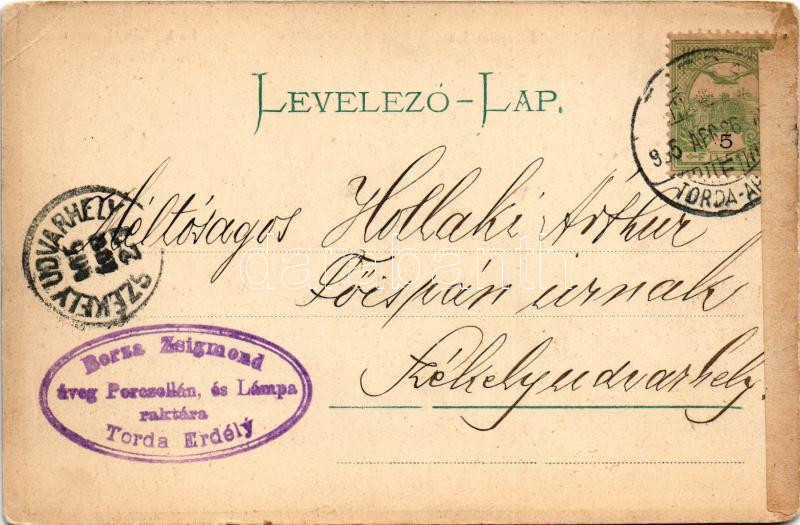 LEVELEZŐ-LAP.
5
TORDA-A
Méltóságos Hollaki Arthur
Főispán urnak
Székelyudvarhely
SZÉKELYUDVARHELY
Borza Zsigmond
üveg Porczellán, és Lámpa
raktára
Torda Erdély
darabanth